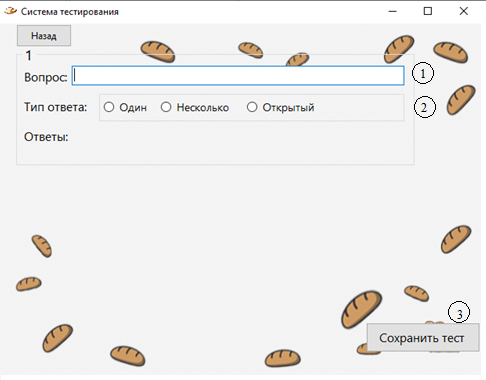 Система тестирования
Назад
1
Вопрос: 1
Тип ответа: Один Несколько Открытый 2
Ответы:
3
Сохранить тест